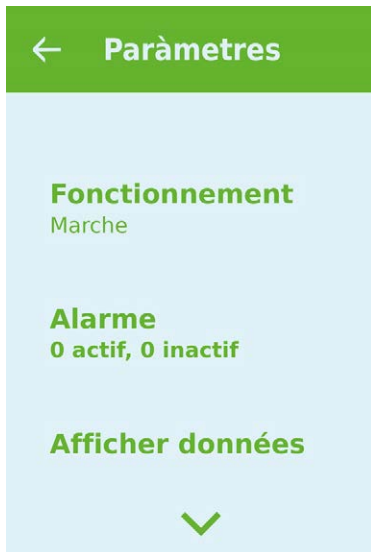 Paràmetres
Fonctionnement
Marche
Alarme
0 actif, 0 inactif
Afficher données